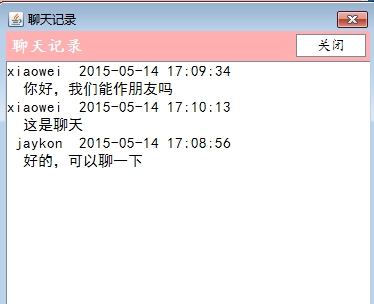 聊天记录
聊天记录 关闭
xiaowei 2015-05-14 17:09:34
你好，我们能作朋友吗
xiaowei 2015-05-14 17:10:13
这是聊天
jaykon 2015-05-14 17:08:56
好的，可以聊一下